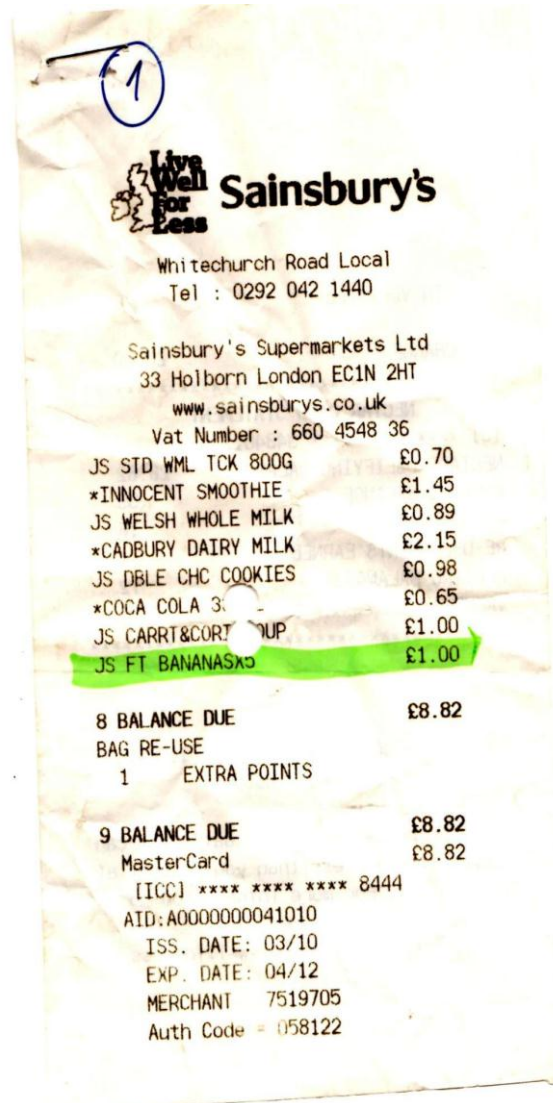 1
Live
Well
For
Less
Sainsbury's
Whitechurch Road Local
Tel : 0292 042 1440
Sainsbury's Supermarkets Ltd
33 Holborn London EC1N 2HT
www.sainsburys.co.uk
Vat Number : 660 4548 36
JS STD WML TCK 800G £0.70
*INNOCENT SMOOTHIE £1.45
JS WELSH WHOLE MILK £0.89
*CADBURY DAIRY MILK £2.15
JS DBLE CHC COOKIES £0.98
*COCA COLA £0.65
JS £1.00
JS FT BANANASX5 £1.00
8 BALANCE DUE £8.82
BAG RE-USE
1 EXTRA POINTS
9 BALANCE DUE £8.82
MasterCard £8.82
[ICC] **** **** **** 8444
AID:A0000000041010
ISS. DATE: 03/10
EXP. DATE: 04/12
MERCHANT 7519705
Auth Code = 058122